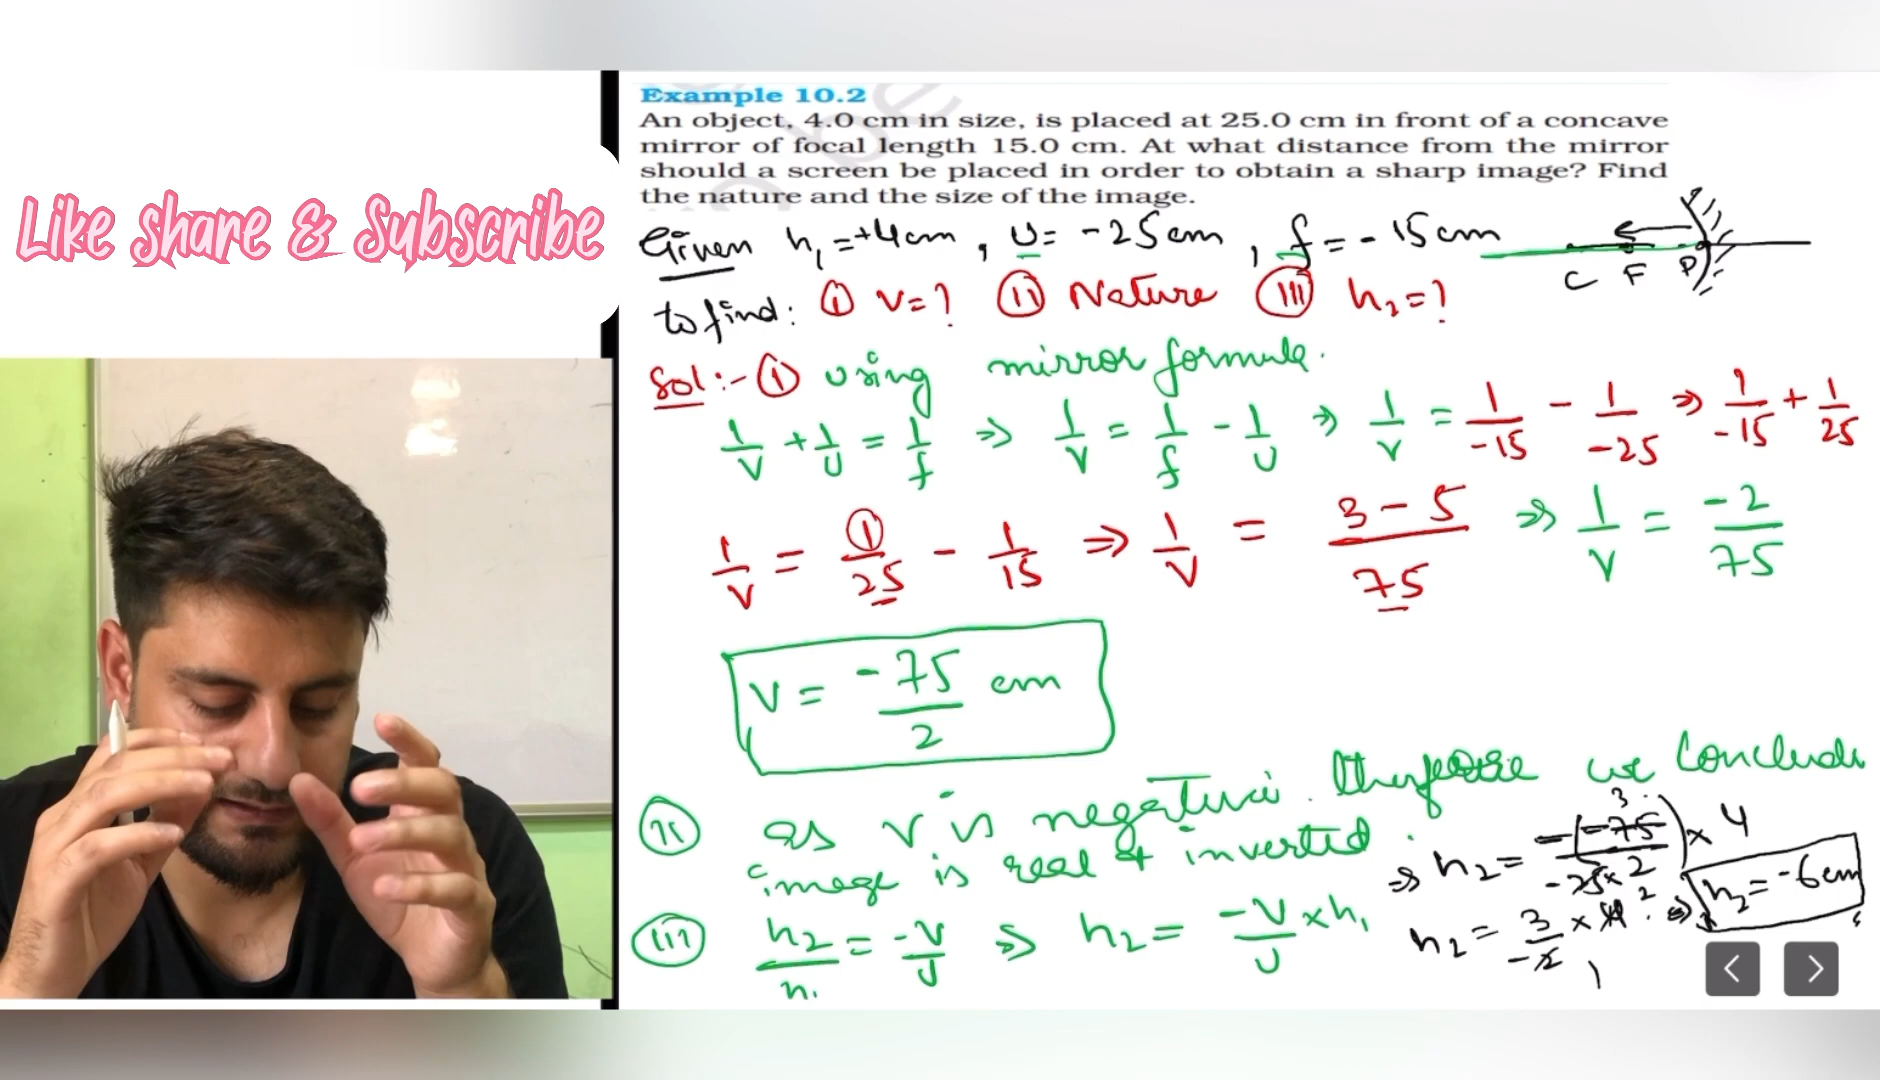 Like share & Subscribe
Example 10.2
An object, 4.0 cm in size, is placed at 25.0 cm in front of a concave
mirror of focal length 15.0 cm. At what distance from the mirror
should a screen be placed in order to obtain a sharp image? Find
the nature and the size of the image.
Given h₁ = +4cm , u = -25cm , f = -15cm
C F P
to find: ① v=? ⑪ Nature ⑪⑪ h₂=?
Sol:- ① using mirror formula.
1/v + 1/u = 1/f ⇒ 1/v = 1/f - 1/u ⇒ 1/v = 1/-15 - 1/-25 ⇒ 1/-15 + 1/25
1/v = 1/25 - 1/15 ⇒ 1/v = 3-5/75 ⇒ 1/v = -2/75
v = -75/2 cm
(ii) as v is negative. therefore we conclude
image is real & inverted.
(iii) h₂/h₁ = -v/u ⇒ h₂ = -v/u × h₁
⇒ h₂ = -(-75)/-25×2 × 4
h₂ = 3/-2 × 4 ⇒ h₂ = -6cm